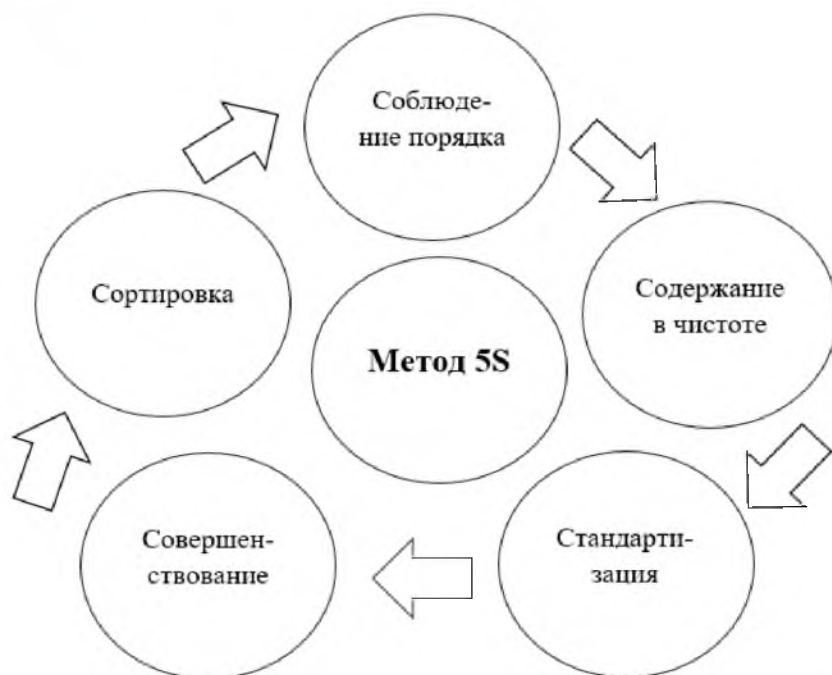 Соблюде-
ние порядка
Сортировка
Содержание
в чистоте
Метод 5S
Совершен-
ствование
Стандарти-
зация